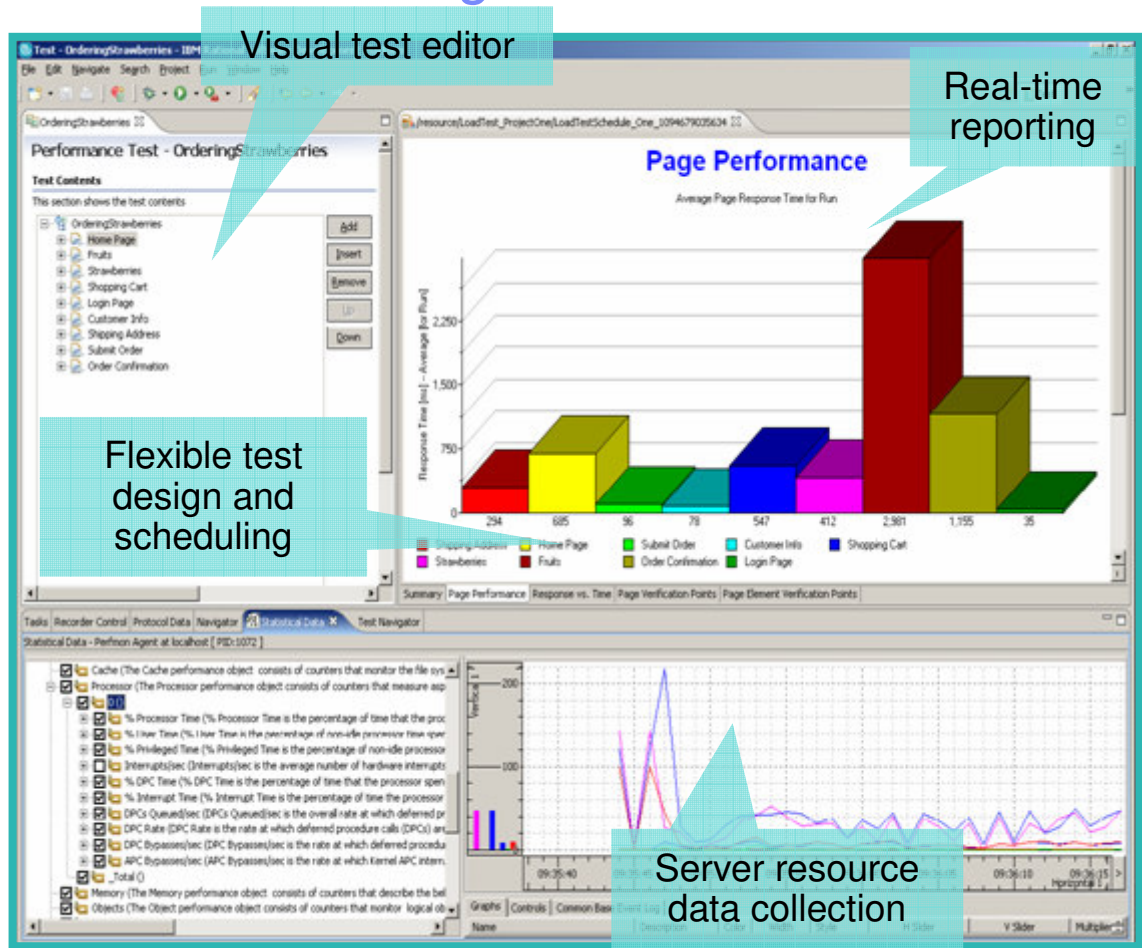 Visual test editor
Real-time
reporting
Flexible test
design and
scheduling
Server resource
data collection
Test - OrderingStrawberries - IBM
File Edit Navigate Search Project Run Window Help
OrderingStrawberries
/resource/LoadTest_ProjectOne/LoadTestSchedule_One_1094679035634
Performance Test - OrderingStrawberries
Test Contents
This section shows the test contents
OrderingStrawberries
Home Page
Fruits
Strawberries
Shopping Cart
Login Page
Customer Info
Shipping Address
Submit Order
Order Confirmation
Add
Insert
Remove
Up
Down
Page Performance
Average Page Response Time for Run
Response Time [ms] - Average [for Run]
2,250
1,500
750
0
294 685 96 78 547 412 2,981 1,155 35
Shipping Address Home Page Submit Order Customer Info Shopping Cart
Strawberries Fruits Order Confirmation Login Page
Summary Page Performance Response vs. Time Page Verification Points Page Element Verification Points
Tasks Recorder Control Protocol Data Navigator Statistical Data Test Navigator
Statistical Data - Perfmon Agent at localhost [ PID:1072 ]
Cache (The Cache performance object consists of counters that monitor the file sys
Processor (The Processor performance object consists of counters that measure asp
0 ()
% Processor Time (% Processor Time is the percentage of time that the proc
% User Time (% User Time is the percentage of non-idle processor time spen
% Privileged Time (% Privileged Time is the percentage of non-idle processor
Interrupts/sec (Interrupts/sec is the average number of hardware interrupts
% DPC Time (% DPC Time is the percentage of time that the processor spen
% Interrupt Time (% Interrupt Time is the percentage of time the processor
DPCs Queued/sec (DPCs Queued/sec is the overall rate at which deferred pr
DPC Rate (DPC Rate is the rate at which deferred procedure calls (DPCs) are
DPC Bypasses/sec (DPC Bypasses/sec is the rate at which deferred procedu
APC Bypasses/sec (APC Bypasses/sec is the rate at which Kernel APC intern
_Total ()
Memory (The Memory performance object consists of counters that describe the bel
Objects (The Object performance object consists of counters that monitor logical ob
Vertical 1
200
100
0
09:35:40 09:36:10 09:36:15
Horizontal 1
Graphs Controls Common Base Event Log
Name Description Color Width Style H Slider V Slider Multiplier